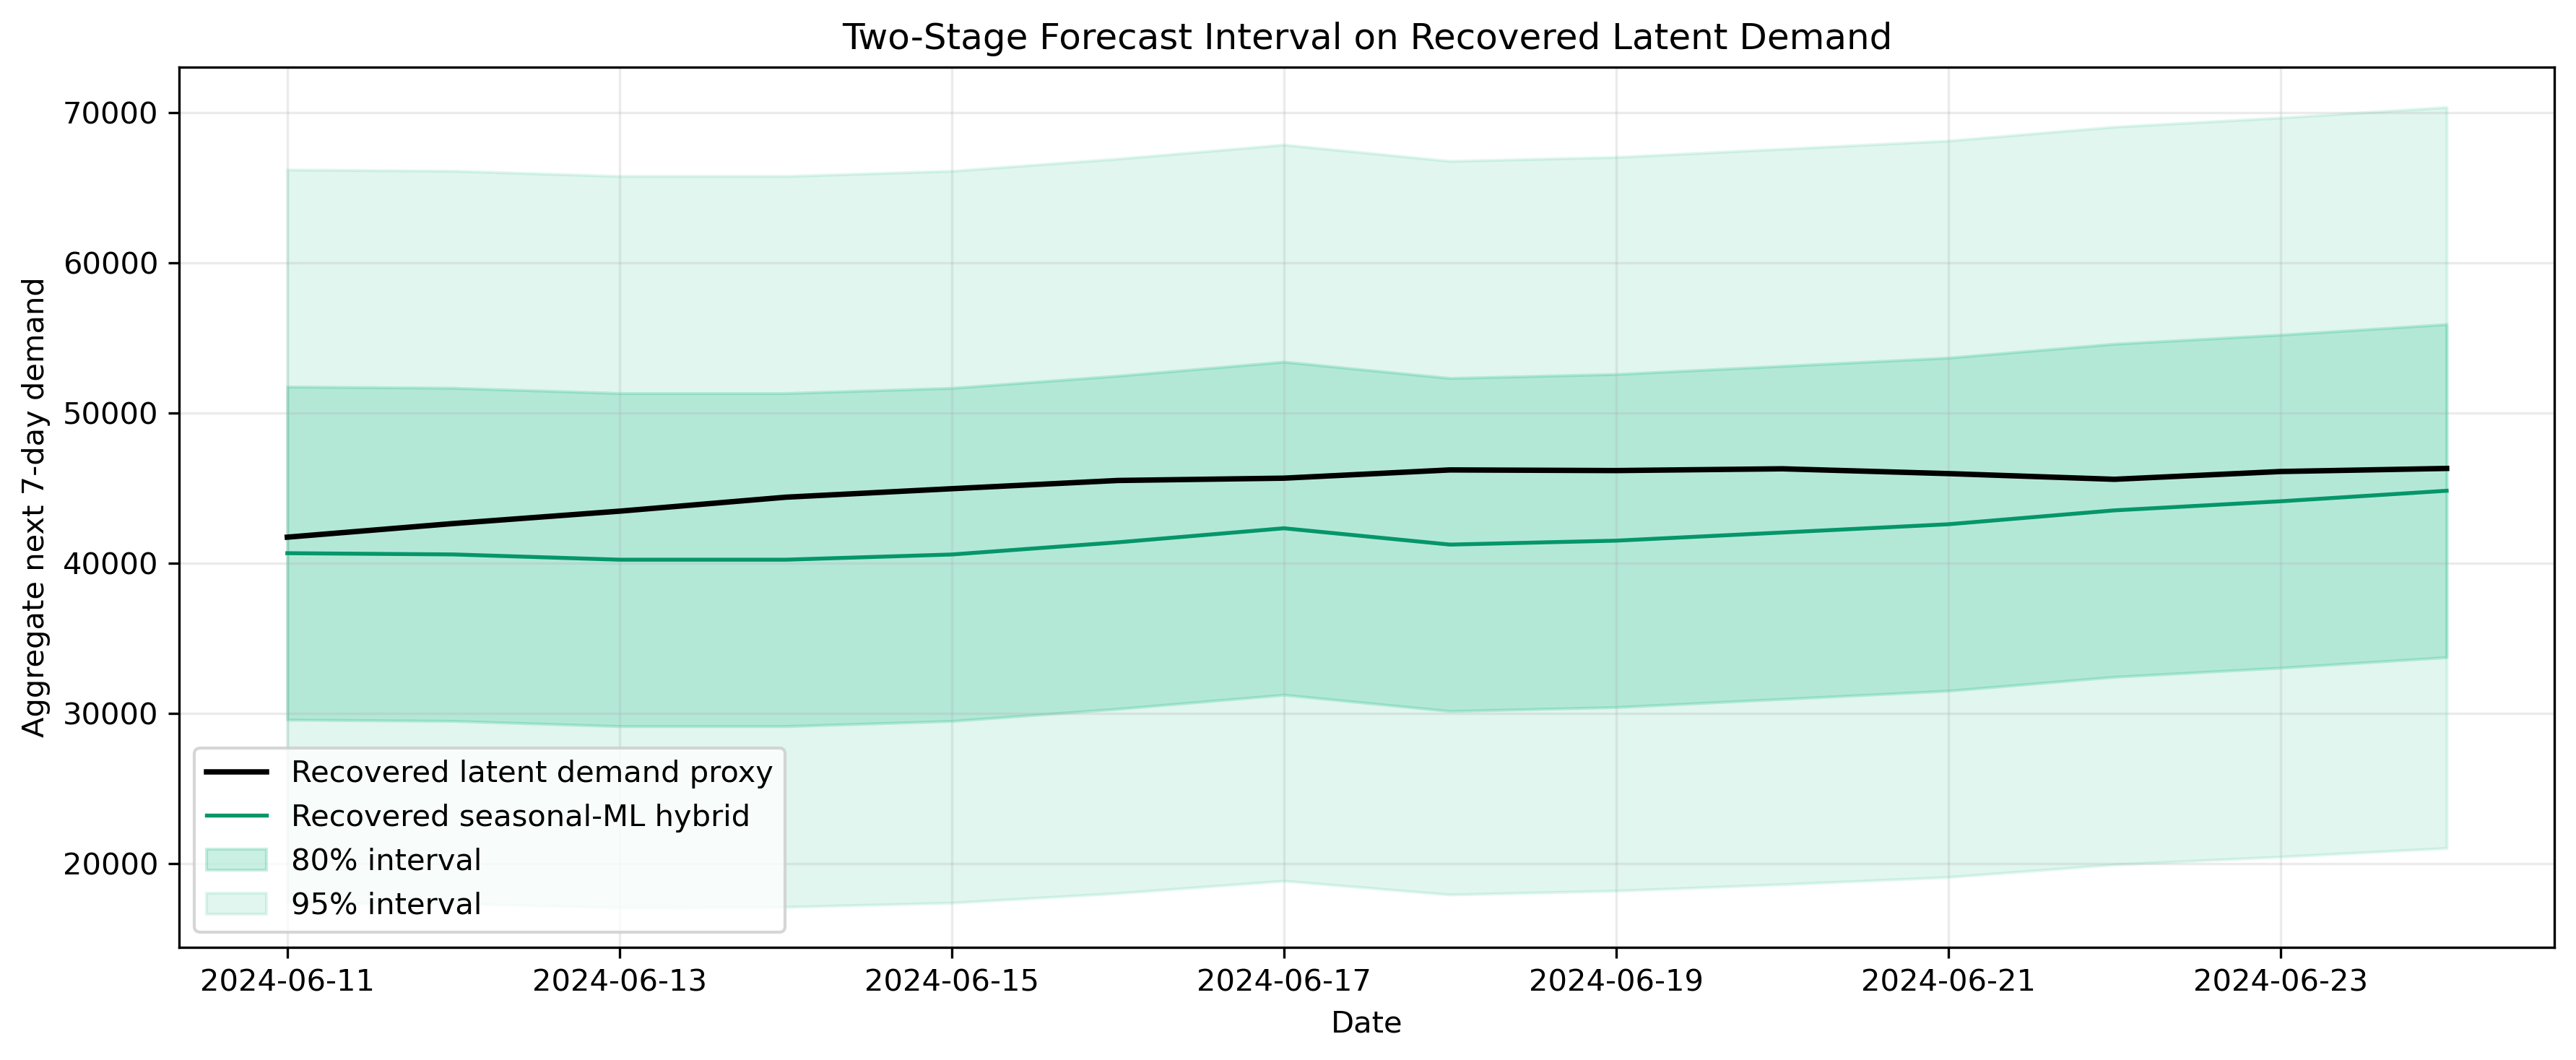 Two-Stage Forecast Interval on Recovered Latent Demand
Aggregate next 7-day demand
70000
60000
50000
40000
30000
20000
Recovered latent demand proxy
Recovered seasonal-ML hybrid
80% interval
95% interval
2024-06-11 2024-06-13 2024-06-15 2024-06-17 2024-06-19 2024-06-21 2024-06-23
Date